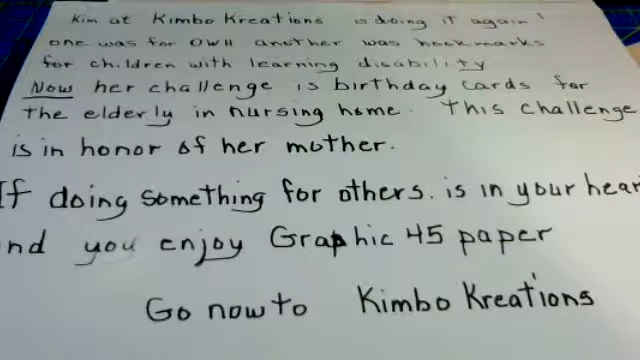 Kim at Kimbo Kreations is doing it again!
one was for OWH another was bookmarks
for children with learning disability
Now her challenge is birthday cards for
the elderly in nursing home. This challenge
is in honor of her mother.
If doing something for others. is in your hear
nd you enjoy Graphic 45 paper
Go now to Kimbo Kreations